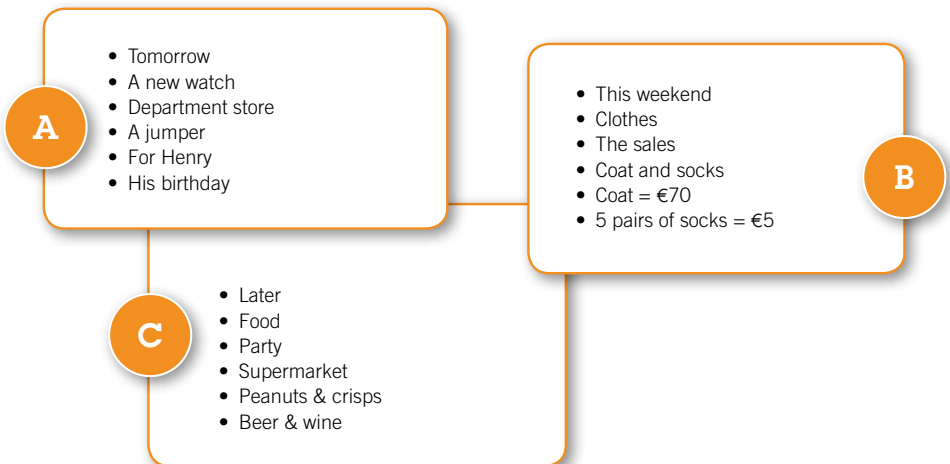 A
• Tomorrow
• A new watch
• Department store
• A jumper
• For Henry
• His birthday
B
• This weekend
• Clothes
• The sales
• Coat and socks
• Coat = €70
• 5 pairs of socks = €5
C
• Later
• Food
• Party
• Supermarket
• Peanuts & crisps
• Beer & wine